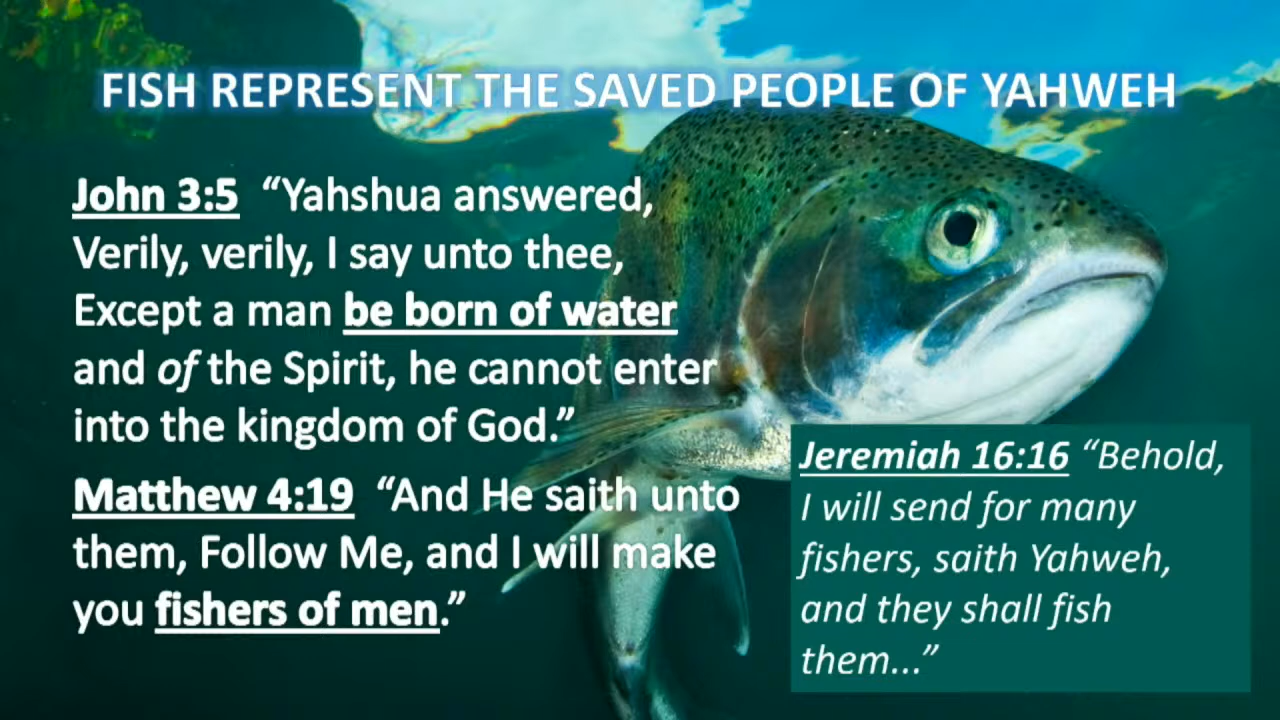 FISH REPRESENT THE SAVED PEOPLE OF YAHWEH
John 3:5 “Yahshua answered,
Verily, verily, I say unto thee,
Except a man be born of water
and of the Spirit, he cannot enter
into the kingdom of God.”
Matthew 4:19 “And He saith unto
them, Follow Me, and I will make
you fishers of men.”
Jeremiah 16:16 “Behold,
I will send for many
fishers, saith Yahweh,
and they shall fish
them...”